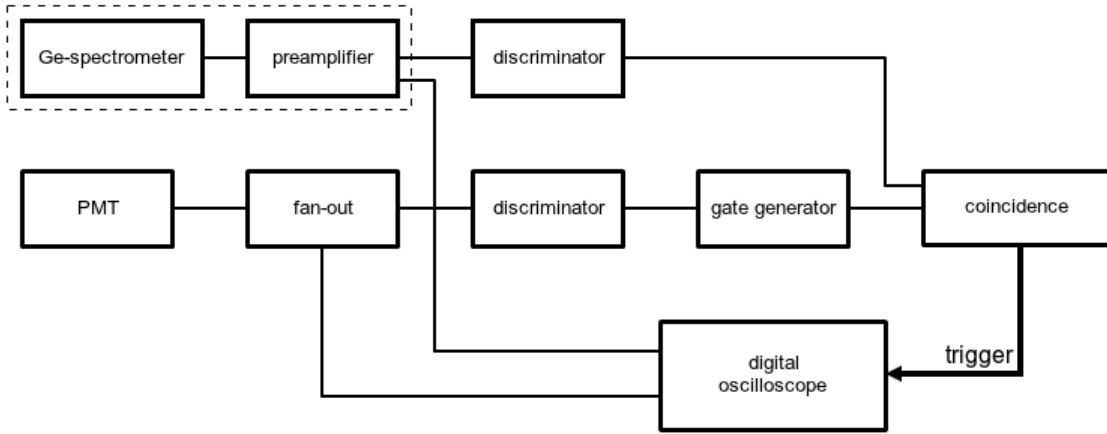 Ge-spectrometer
preamplifier
discriminator
PMT
fan-out
discriminator
gate generator
coincidence
trigger
digital
oscilloscope